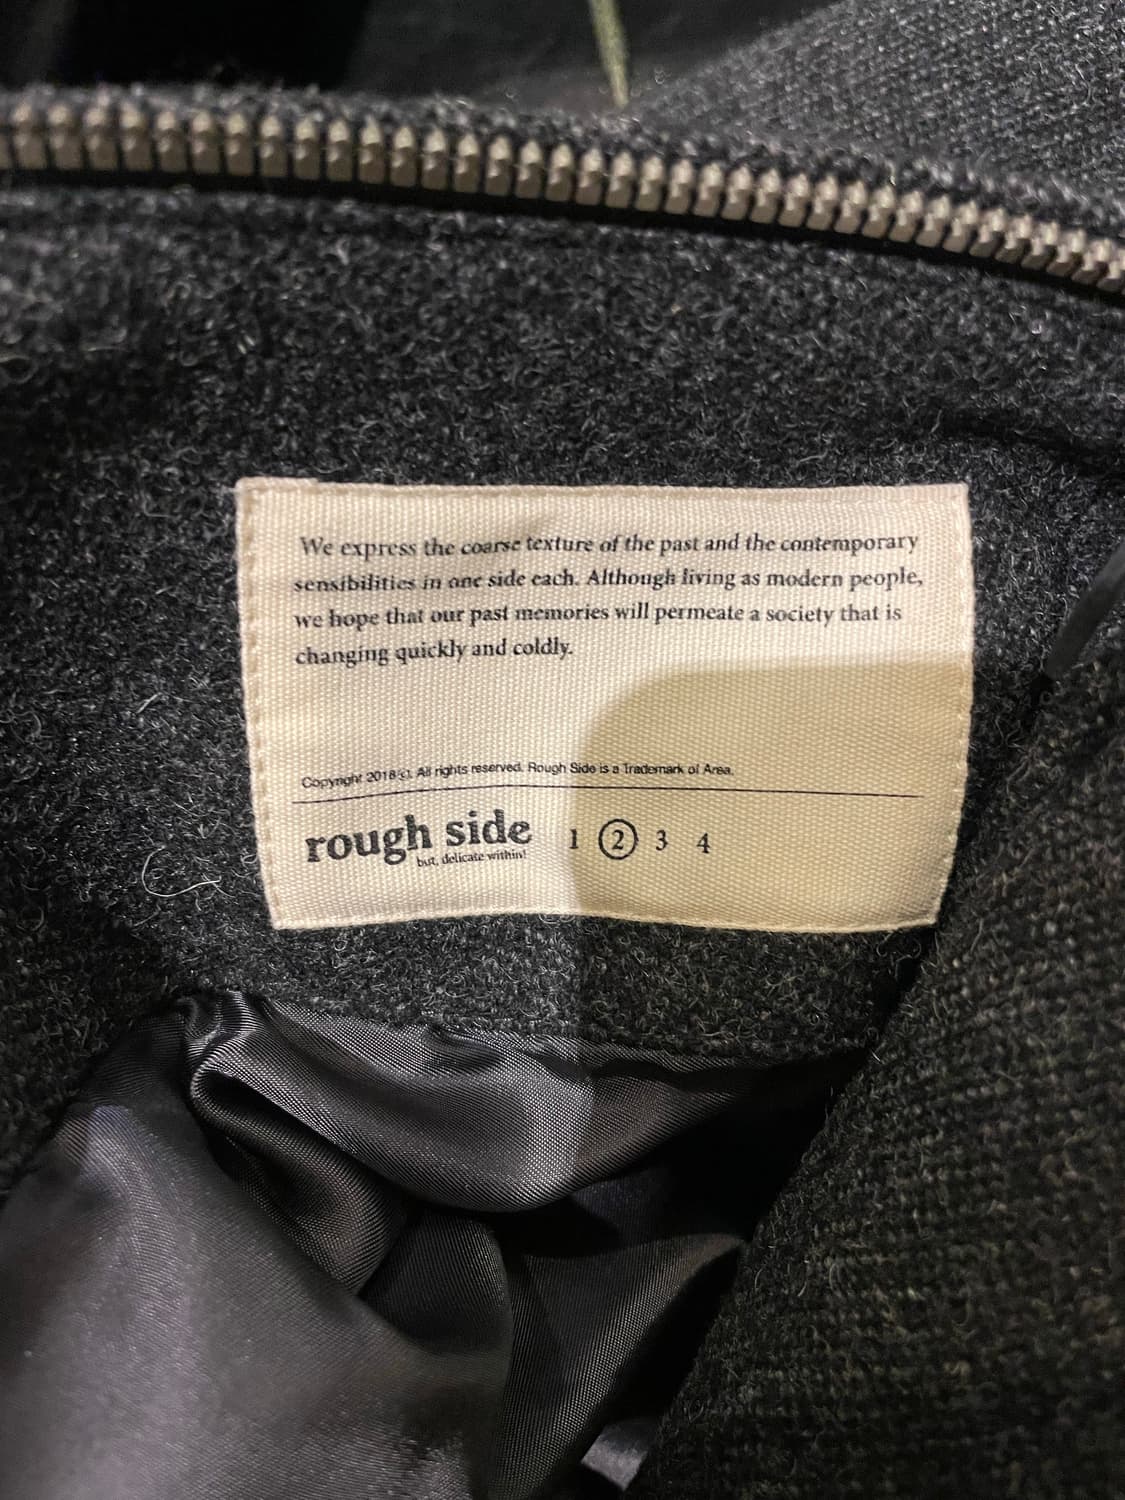 We express the coarse texture of the past and the contemporary
sensibilities in one side each. Although living as modern people,
we hope that our past memories will permeate a society that is
changing quickly and coldly.
Copyright 2018 ⓒ. All rights reserved. Rough Side is a Trademark of Area.
rough side 1 ② 3 4
but, delicate within!